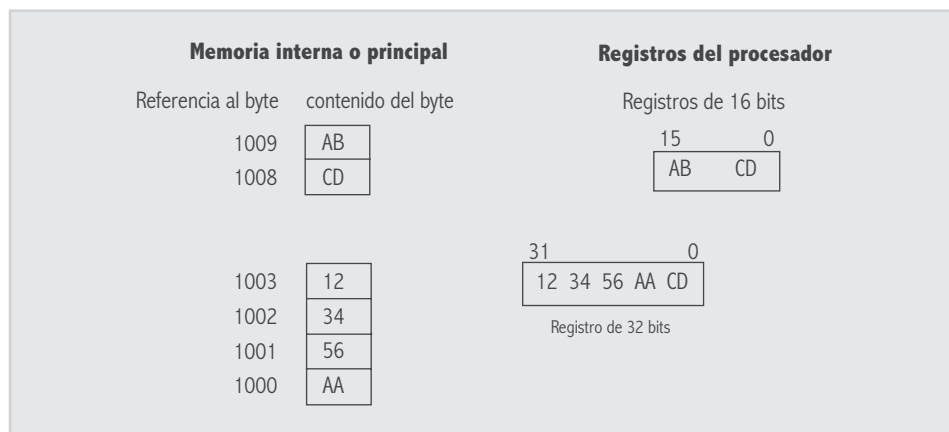 Memoria interna o principal
Registros del procesador
Referencia al byte contenido del byte
Registros de 16 bits
1009 AB
1008 CD
15 0
AB CD
1003 12
1002 34
1001 56
1000 AA
31 0
12 34 56 AA CD
Registro de 32 bits